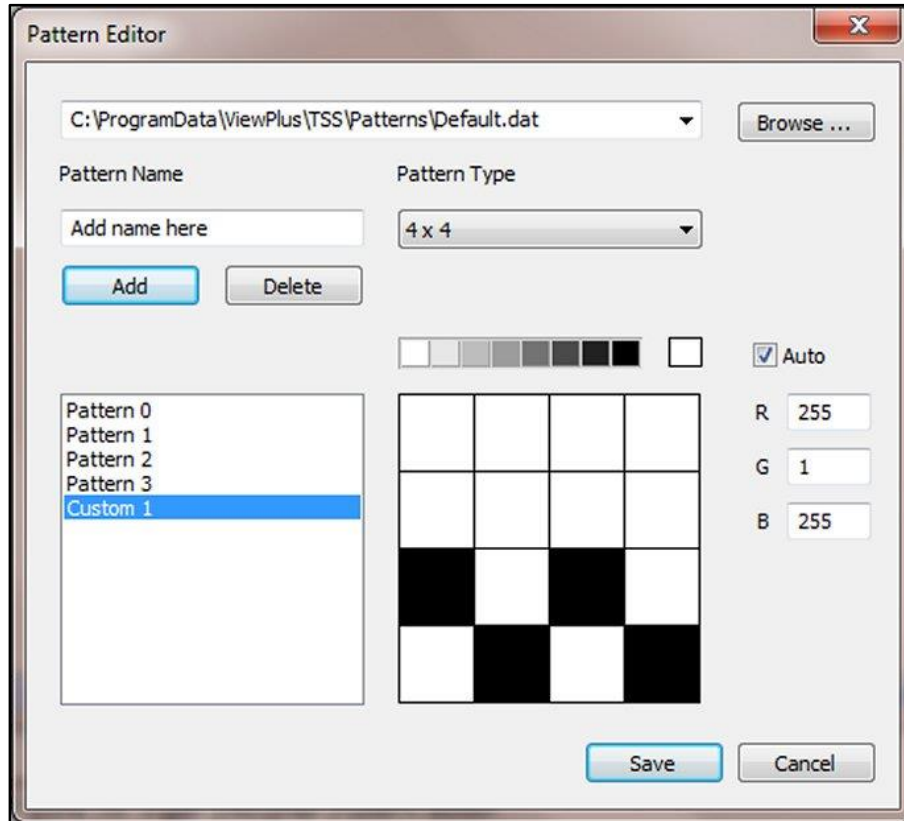 Pattern Editor
C:\ProgramData\ViewPlus\TSS\Patterns\Default.dat
Browse ...
Pattern Name
Pattern Type
Add name here
4 x 4
Add
Delete
Auto
Pattern 0
Pattern 1
Pattern 2
Pattern 3
Custom 1
R 255
G 1
B 255
Save
Cancel